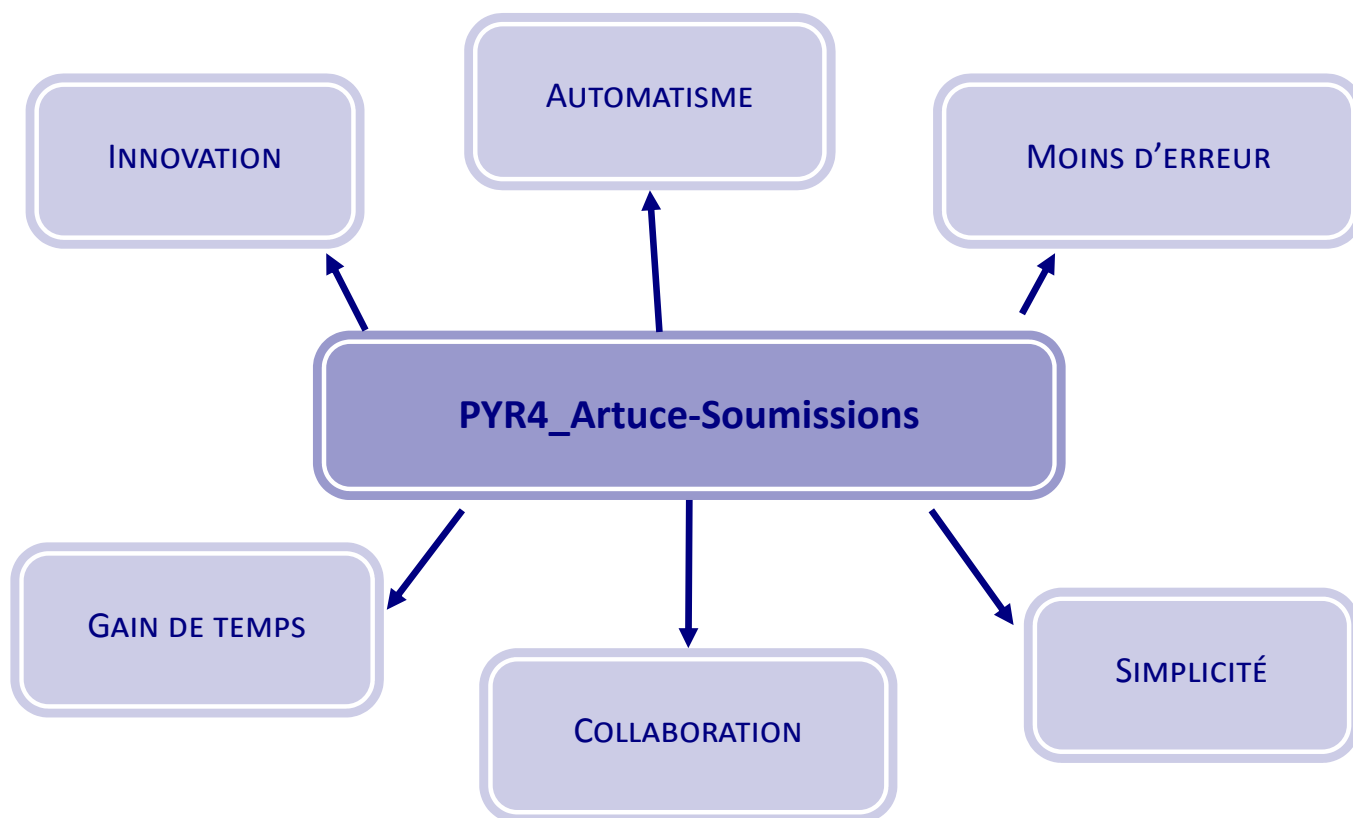 Innovation
Automatisme
Moins d’erreur
PYR4_Artuce-Soumissions
Gain de temps
Collaboration
Simplicité